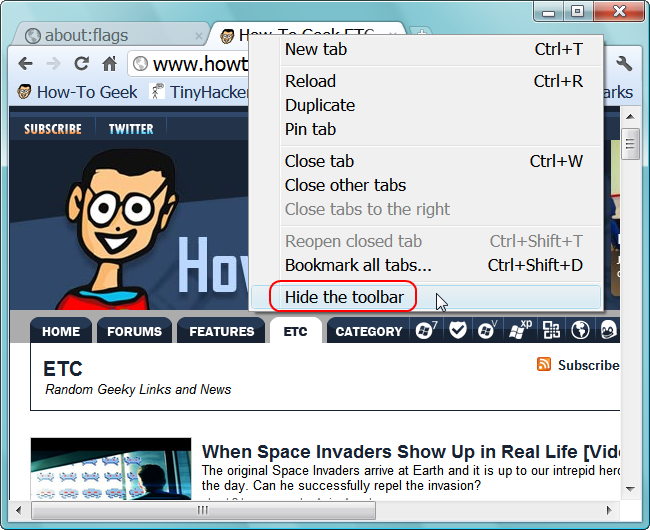 about:flags
How-To Geek ETC
www.howt
How-To Geek
TinyHacker
arks
New tab Ctrl+T
Reload Ctrl+R
Duplicate
Pin tab
Close tab Ctrl+W
Close other tabs
Close tabs to the right
Reopen closed tab Ctrl+Shift+T
Bookmark all tabs... Ctrl+Shift+D
Hide the toolbar
SUBSCRIBE TWITTER
How
HOME FORUMS FEATURES ETC CATEGORY 7 V XP
ETC
Subscribe
Random Geeky Links and News
When Space Invaders Show Up in Real Life [Vide
The original Space Invaders arrive at Earth and it is up to our intrepid hero
the day. Can he successfully repel the invasion?